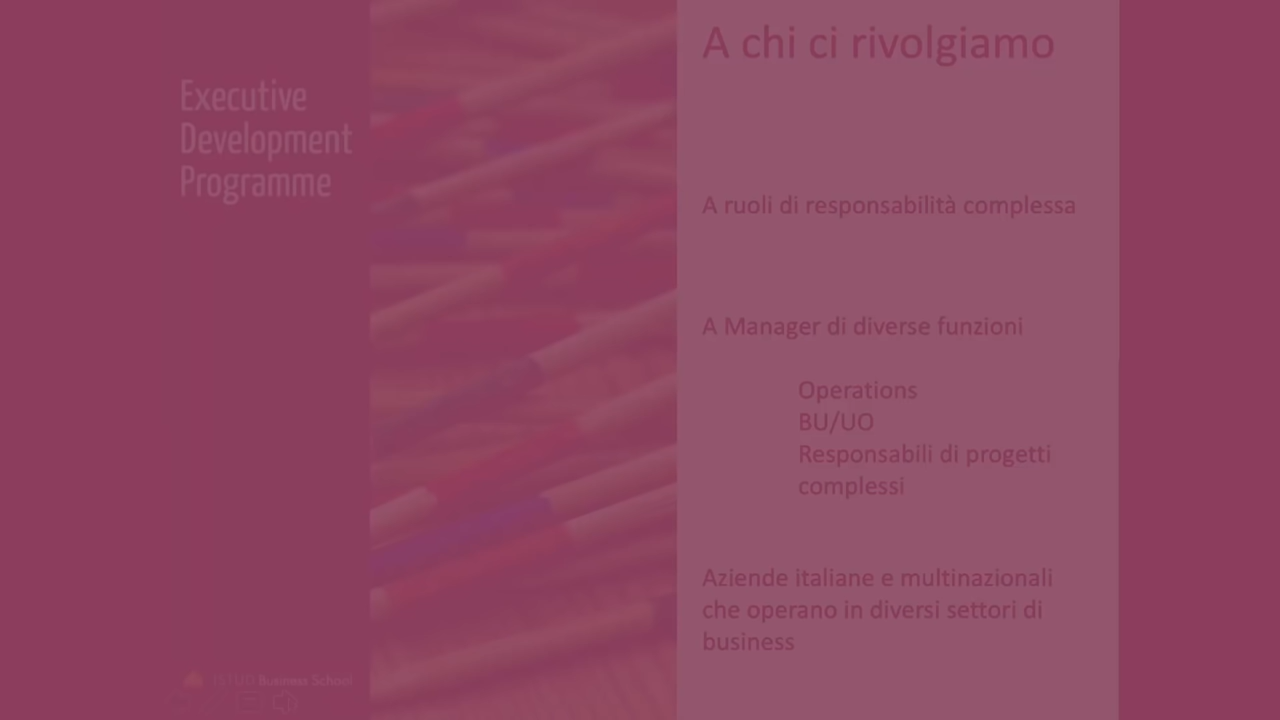 Executive
Development
Programme
A chi ci rivolgiamo
A ruoli di responsabilità complessa
A Manager di diverse funzioni
Operations
BU/UO
Responsabili di progetti
complessi
Aziende italiane e multinazionali
che operano in diversi settori di
business
ISTUD Business School